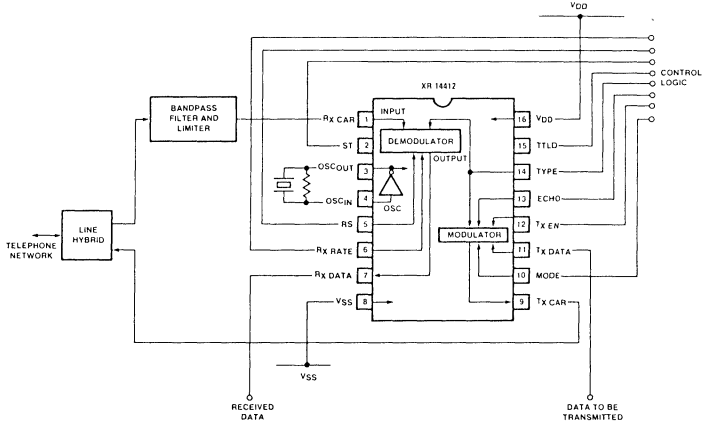 VDD
CONTROL
LOGIC
XR 14412
BANDPASS
FILTER AND
LIMITER
RX CAR 1 INPUT
16 VDD
ST 2 DEMODULATOR
15 TTLD
OUTPUT
OSCOUT 3
14 TYPE
OSCIN 4
OSC
13 ECHO
RS 5
12 TX EN
LINE
HYBRID
TELEPHONE
NETWORK
MODULATOR
RX RATE 6
11 TX DATA
RX DATA 7
10 MODE
VSS 8
9 TX CAR
VSS
RECEIVED
DATA
DATA TO BE
TRANSMITTED